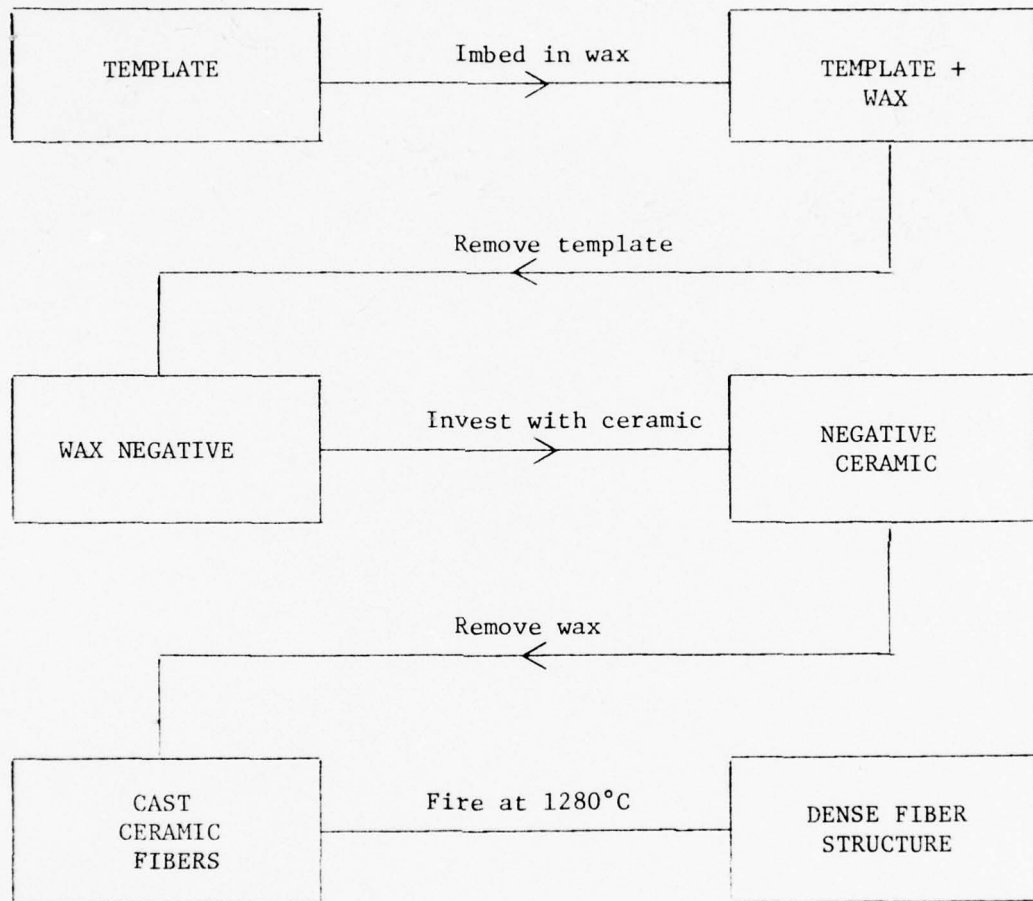 TEMPLATE
Imbed in wax
TEMPLATE +
WAX
Remove template
WAX NEGATIVE
Invest with ceramic
NEGATIVE
CERAMIC
Remove wax
CAST
CERAMIC
FIBERS
Fire at 1280°C
DENSE FIBER
STRUCTURE